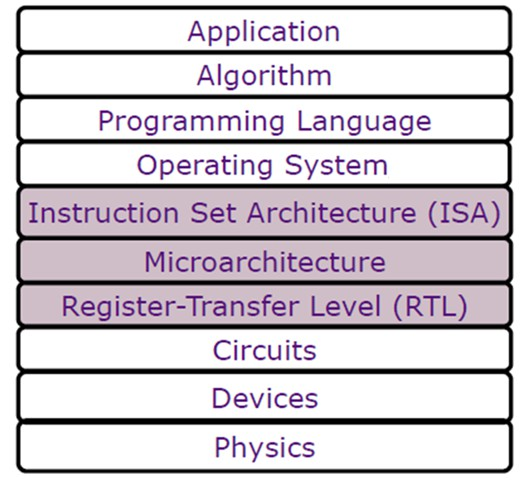 Application
Algorithm
Programming Language
Operating System
Instruction Set Architecture (ISA)
Microarchitecture
Register-Transfer Level (RTL)
Circuits
Devices
Physics